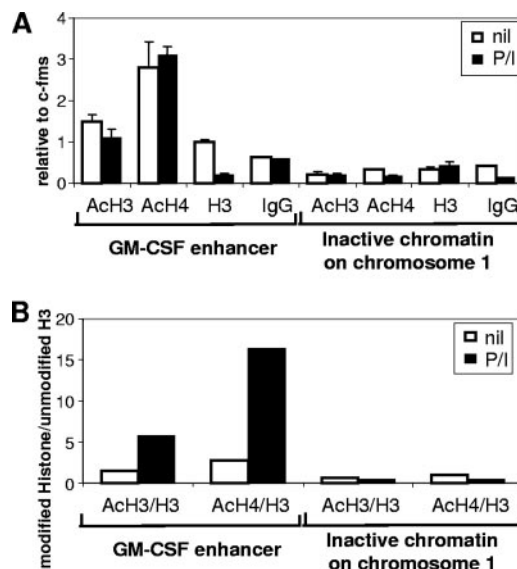 A
relative to c-fms
4
3
2
1
0
nil
P/I
AcH3 AcH4 H3 IgG AcH3 AcH4 H3 IgG
GM-CSF enhancer
Inactive chromatin
on chromosome 1
B
modified Histone/unmodified H3
20
15
10
5
0
nil
P/I
AcH3/H3 AcH4/H3 AcH3/H3 AcH4/H3
GM-CSF enhancer
Inactive chromatin
on chromosome 1